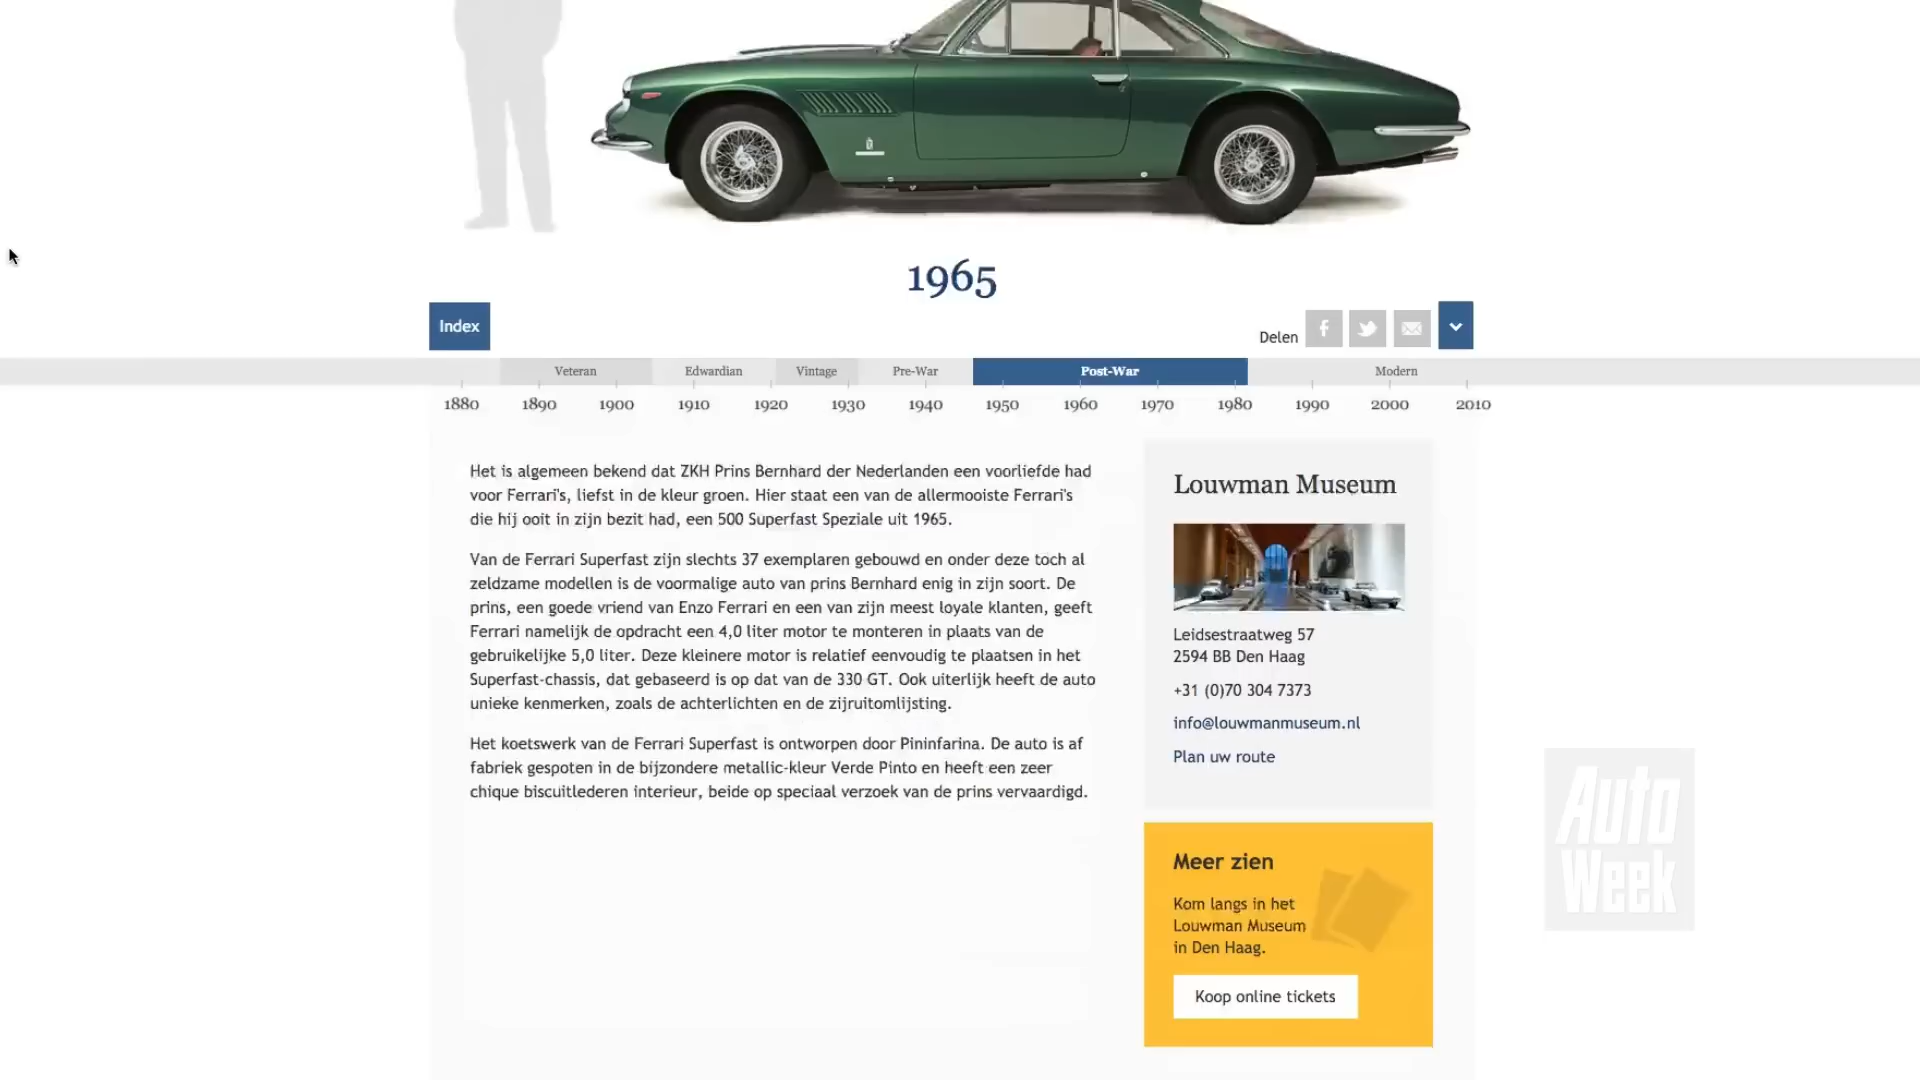 1965
Index
Delen
Veteran
Edwardian
Vintage
Pre-War
Post-War
Modern
1880
1890
1900
1910
1920
1930
1940
1950
1960
1970
1980
1990
2000
2010
Het is algemeen bekend dat ZKH Prins Bernhard der Nederlanden een voorliefde had
voor Ferrari's, liefst in de kleur groen. Hier staat een van de allermooiste Ferrari's
die hij ooit in zijn bezit had, een 500 Superfast Speziale uit 1965.
Van de Ferrari Superfast zijn slechts 37 exemplaren gebouwd en onder deze toch al
zeldzame modellen is de voormalige auto van prins Bernhard enig in zijn soort. De
prins, een goede vriend van Enzo Ferrari en een van zijn meest loyale klanten, geeft
Ferrari namelijk de opdracht een 4,0 liter motor te monteren in plaats van de
gebruikelijke 5,0 liter. Deze kleinere motor is relatief eenvoudig te plaatsen in het
Superfast-chassis, dat gebaseerd is op dat van de 330 GT. Ook uiterlijk heeft de auto
unieke kenmerken, zoals de achterlichten en de zijruitomlijsting.
Het koetswerk van de Ferrari Superfast is ontworpen door Pininfarina. De auto is af
fabriek gespoten in de bijzondere metallic-kleur Verde Pinto en heeft een zeer
chique biscuitlederen interieur, beide op speciaal verzoek van de prins vervaardigd.
Louwman Museum
Leidsestraatweg 57
2594 BB Den Haag
+31 (0)70 304 7373
info@louwmanmuseum.nl
Plan uw route
Meer zien
Kom langs in het
Louwman Museum
in Den Haag.
Koop online tickets
Auto
Week